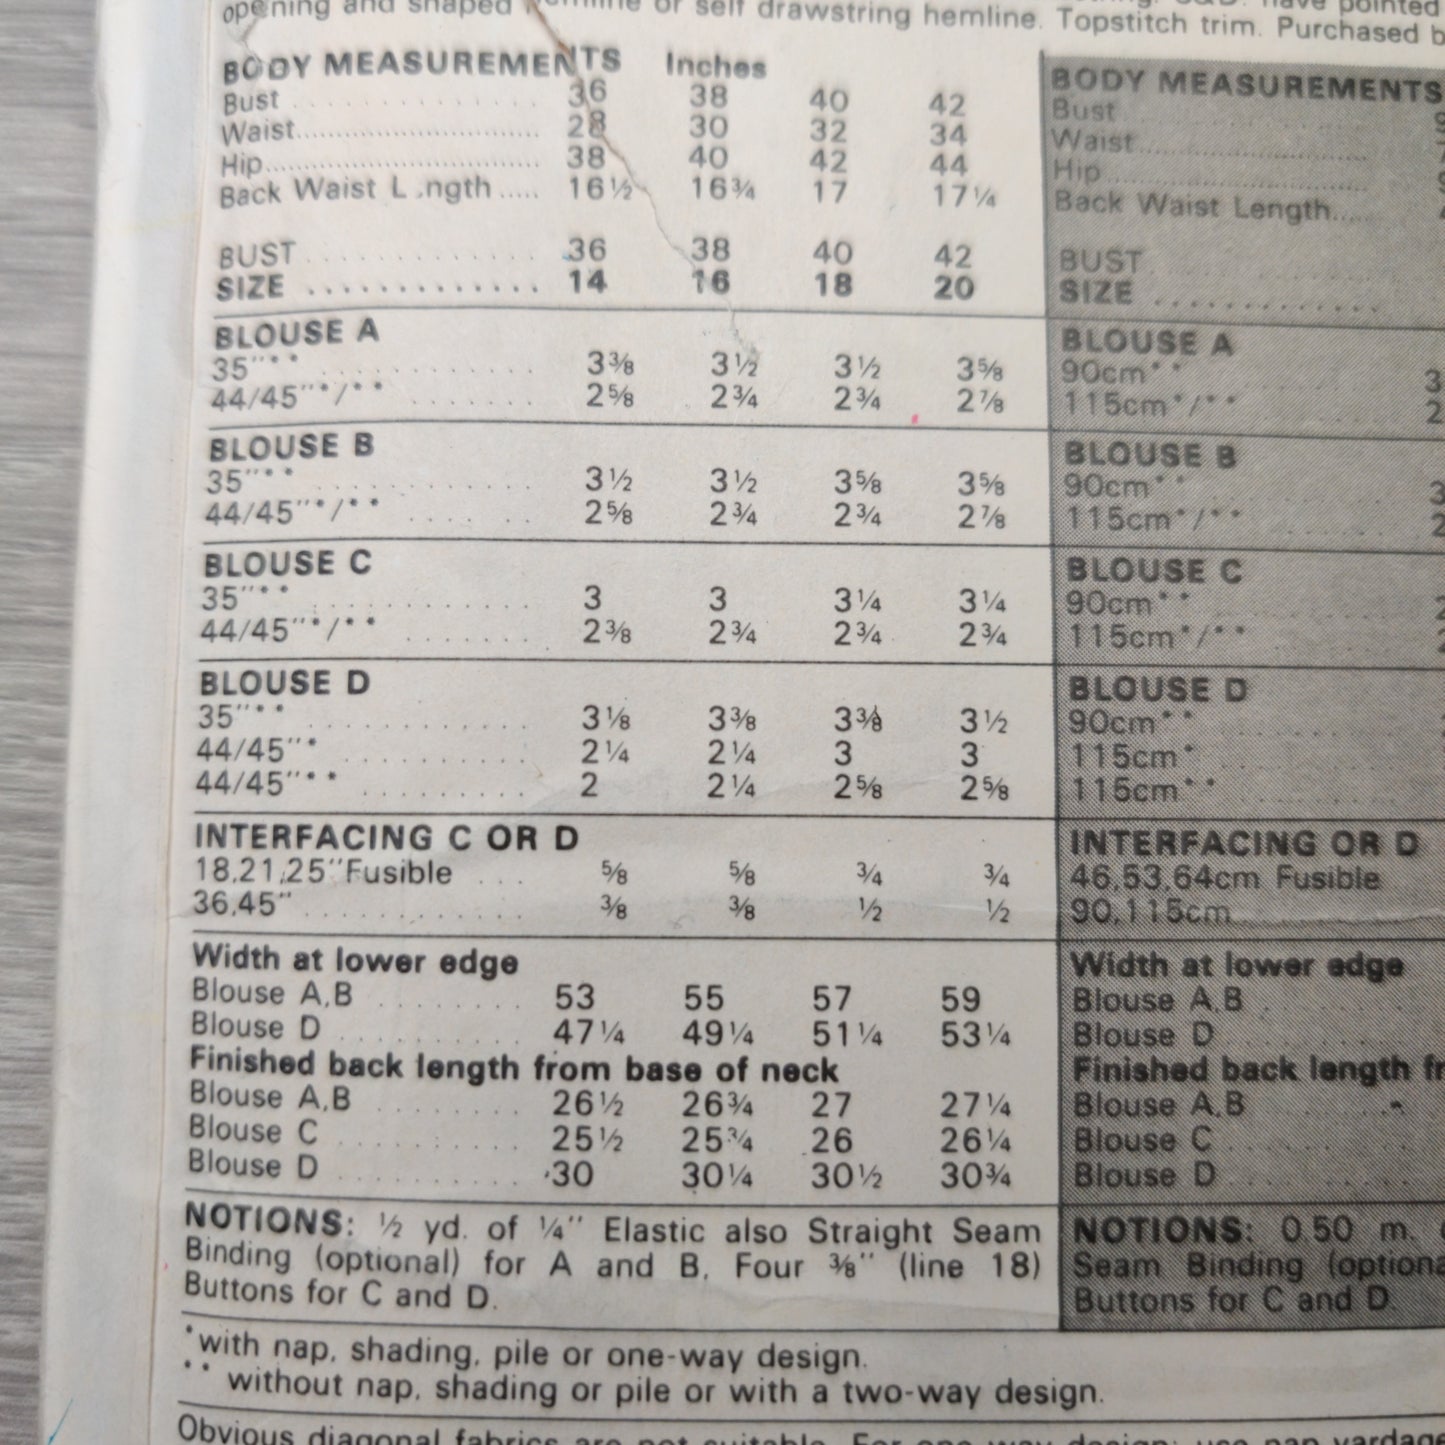 opening and shaped hemline or self drawstring hemline. Topstitch trim. Purchased
have pointed
BODY MEASUREMENTS Inches
Bust . . . . . . . . . . . . . . 36 38 40 42
Waist.............................. 28 30 32 34
Hip.................................. 38 40 42 44
Back Waist L.ngth ..... 16½ 16¾ 17 17¼
BUST . . . . . . . . . . . . . 36 38 40 42
SIZE . . . . . . . . . . . . . 14 16 18 20
BLOUSE A
35"** . . . . . . . . . . . 3⅜ 3½ 3½ 3⅝
44/45"*/** . . . . . . . 2⅝ 2¾ 2¾ 2⅞
BLOUSE B
35"** . . . . . . . . . . . 3½ 3½ 3⅝ 3⅝
44/45"*/** . . . . . . 2⅝ 2¾ 2¾ 2⅞
BLOUSE C
35"** . . . . . . . . . . . 3 3 3¼ 3¼
44/45"*/** . . . . . . . 2⅜ 2¾ 2¾ 2¾
BLOUSE D
35"** . . . . . . . . . . . 3⅛ 3⅜ 3⅜ 3½
44/45"* . . . . . . . . . . 2¼ 2¼ 3 3
44/45"** . . . . . . . . . 2 2¼ 2⅝ 2⅝
INTERFACING C OR D
18,21,25"Fusible . . . ⅝ ⅝ ¾ ¾
36,45" . . . . . . . . . . . . ⅜ ⅜ ½ ½
Width at lower edge
Blouse A,B . . . . . . . . 53 55 57 59
Blouse D . . . . . . . . . . 47¼ 49¼ 51¼ 53¼
Finished back length from base of neck
Blouse A,B . . . . . . . . 26½ 26¾ 27 27¼
Blouse C . . . . . . . . . . 25½ 25¾ 26 26¼
Blouse D . . . . . . . . . . 30 30¼ 30½ 30¾
NOTIONS: ½ yd. of ¼" Elastic also Straight Seam
Binding (optional) for A and B, Four ⅜" (line 18)
Buttons for C and D.
BODY MEASUREMENTS
Bust
Waist
Hip
Back Waist Length.....
BUST
SIZE . . . . . . . . . . . .
BLOUSE A
90cm**
115cm*/**
BLOUSE B
90cm**
115cm*/**
BLOUSE C
90cm**
115cm*/**
BLOUSE D
90cm**
115cm*
115cm**
INTERFACING OR D
46,53,64cm Fusible
90,115cm
Width at lower edge
Blouse A,B
Blouse D
Finished back length
Blouse A,B
Blouse C
Blouse D
NOTIONS: 0.50 m.
Seam Binding (optiona
Buttons for C and D.
*with nap, shading, pile or one-way design.
** without nap, shading or pile or with a two-way design.
Obvious diagonal fabrics are not suitable. For one-way design: use nap yardage